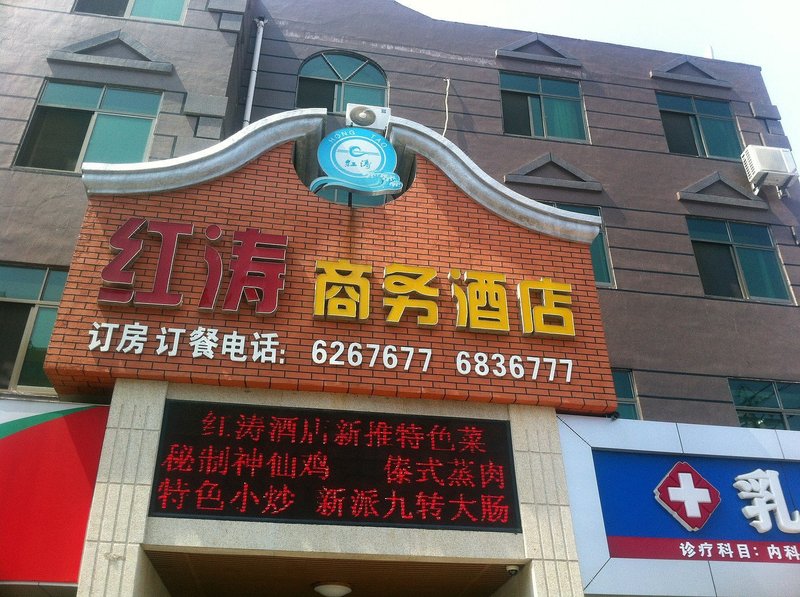 HONG TAO
红涛
红涛 商务酒店
订房 订餐电话: 6267677 6836777
红涛酒店新推特色菜
秘制神仙鸡 傣式蒸肉
特色小炒 新派九转大肠
乳
诊疗科目: 内科